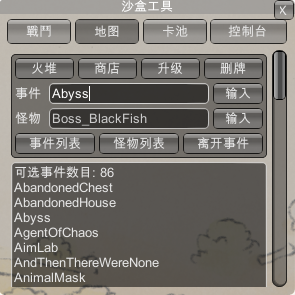 沙盒工具 X
戰鬥 地图 卡池 控制台
火堆 商店 升级 删牌
事件 Abyss 输入
怪物 Boss_BlackFish 输入
事件列表 怪物列表 离开事件
可选事件数目: 86
AbandonedChest
AbandonedHouse
Abyss
AgentOfChaos
AimLab
AndThenThereWereNone
AnimalMask